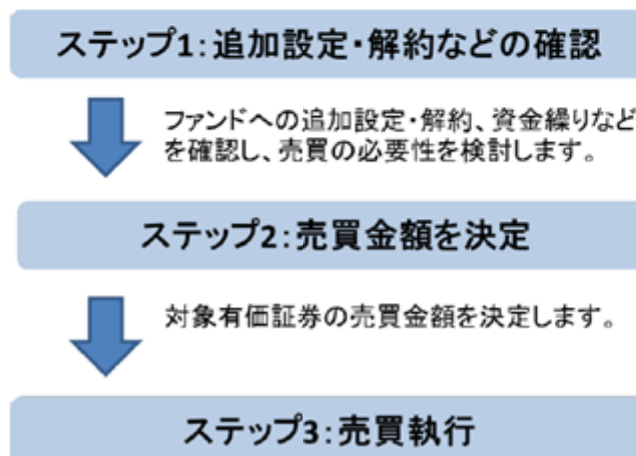 ステップ1:追加設定・解約などの確認
ファンドへの追加設定・解約、資金繰りなど
を確認し、売買の必要性を検討します。
ステップ2:売買金額を決定
対象有価証券の売買金額を決定します。
ステップ3:売買執行